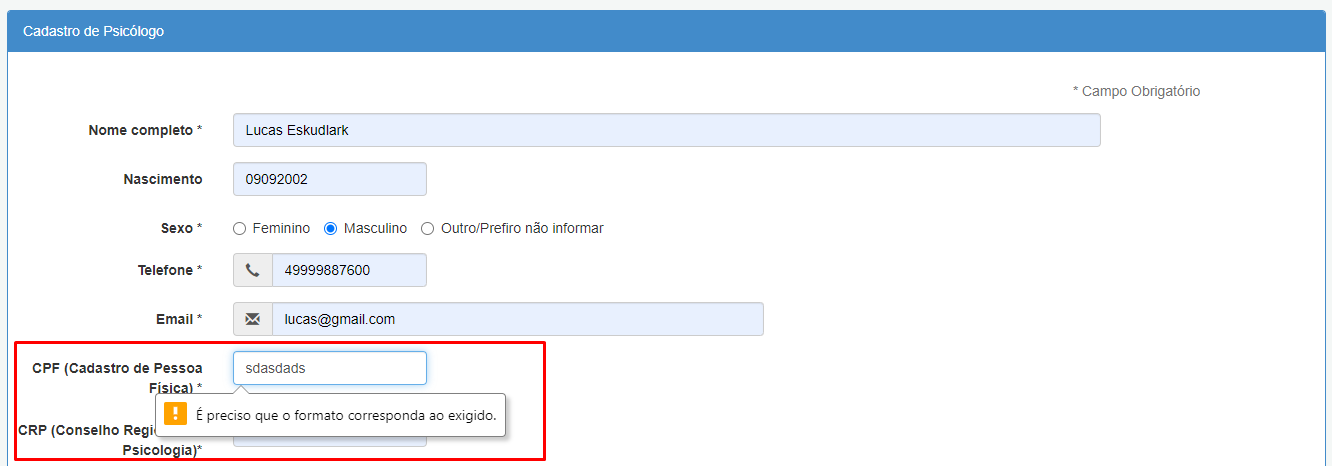 Cadastro de Psicólogo
* Campo Obrigatório
Nome completo * Lucas Eskudlark
Nascimento 09092002
Sexo * Feminino Masculino Outro/Prefiro não informar
Telefone * 49999887600
Email * lucas@gmail.com
CPF (Cadastro de Pessoa sdasdads
Física) *
É preciso que o formato corresponda ao exigido.
CRP (Conselho Regi
Psicologia)*